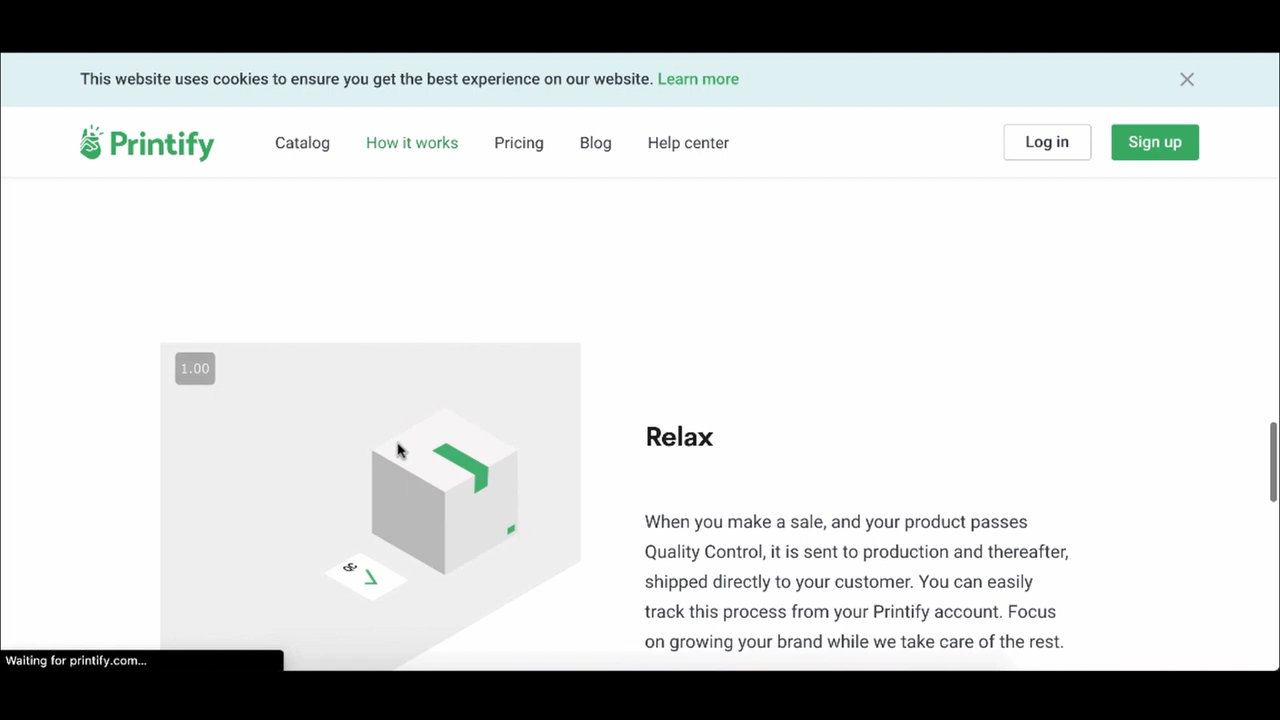 This website uses cookies to ensure you get the best experience on our website. Learn more
Printify
Catalog
How it works
Pricing
Blog
Help center
Log in
Sign up
1.00
Relax
When you make a sale, and your product passes
Quality Control, it is sent to production and thereafter,
shipped directly to your customer. You can easily
track this process from your Printify account. Focus
on growing your brand while we take care of the rest.
Waiting for printify.com...